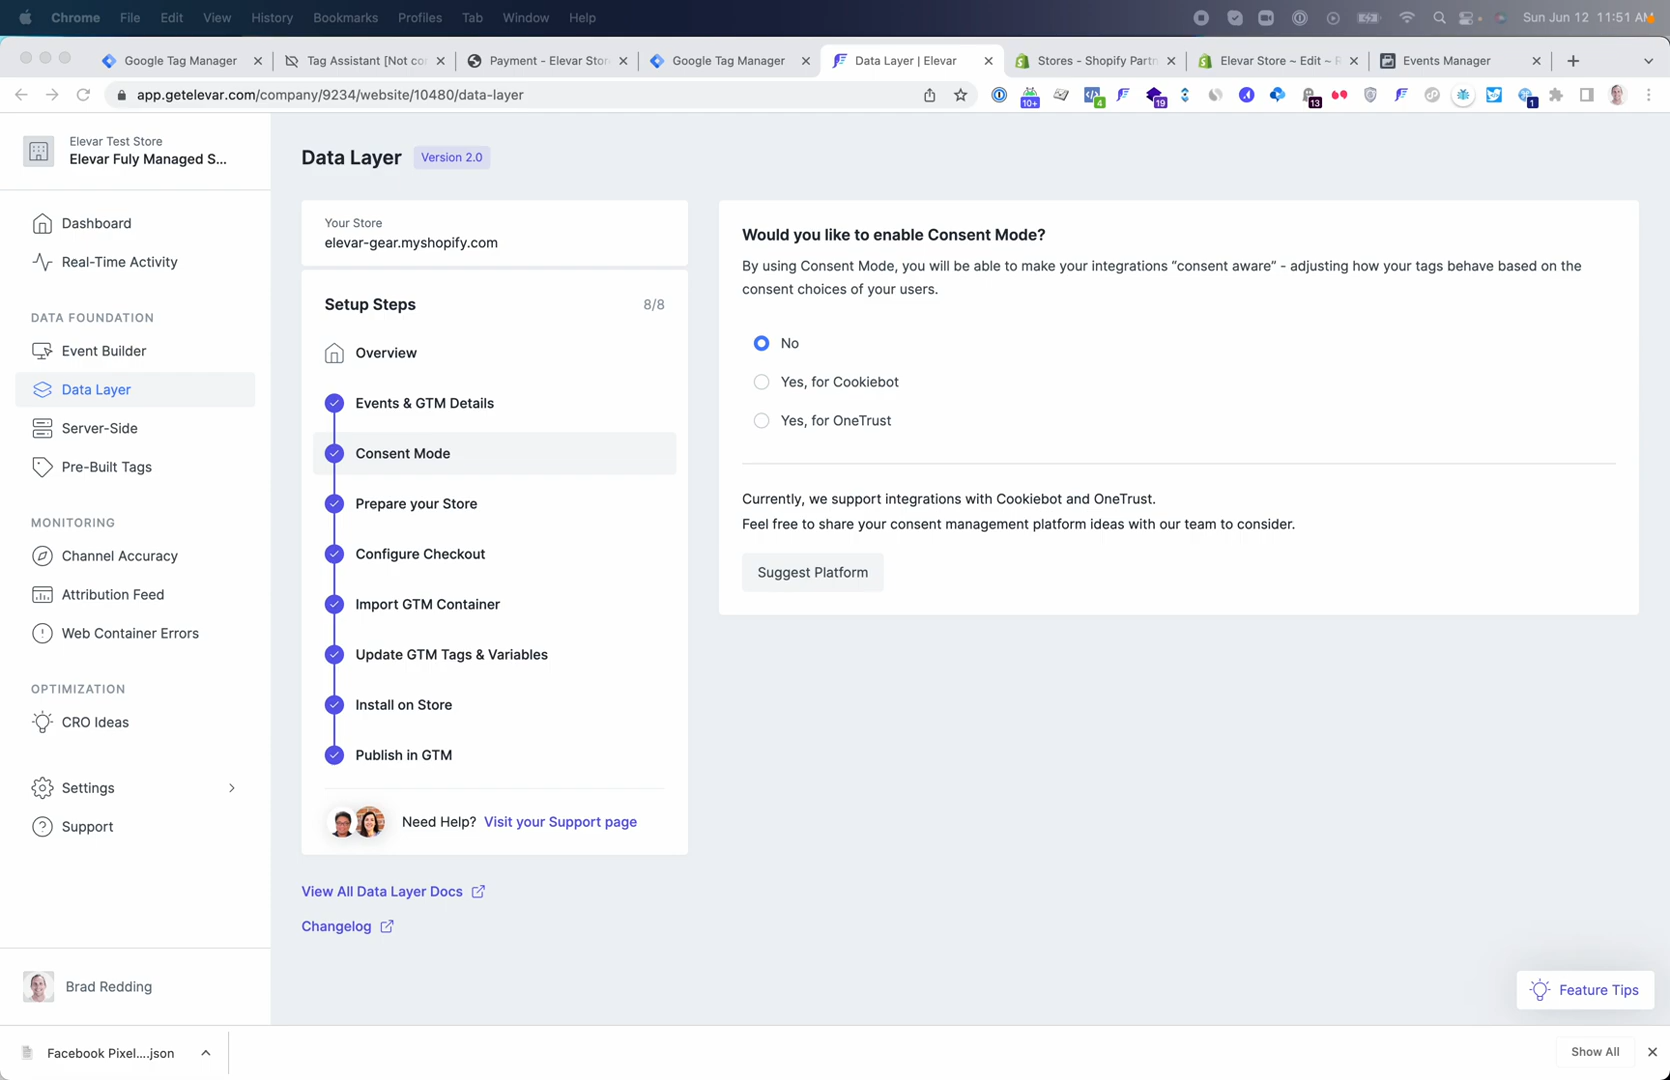 Chrome File Edit View History Bookmarks Profiles Tab Window Help Sun Jun 12 11:51 AM
Google Tag Manager
Tag Assistant [Not co
Payment - Elevar Stor
Google Tag Manager
Data Layer | Elevar
Stores - Shopify Partn
Elevar Store ~ Edit ~ R
Events Manager
app.getelevar.com/company/9234/website/10480/data-layer
10+ 4 19 13 1
Elevar Test Store
Elevar Fuly Managed S...
Dashboard
Real-Time Activity
DATA FOUNDATION
Event Builder
Data Layer
Server-Side
Pre-Built Tags
MONITORING
Channel Accuracy
Attribution Feed
Web Container Errors
OPTIMIZATION
CRO Ideas
Settings
Support
Brad Redding
Data Layer Version 2.0
Your Store
elevar-gear.myshopify.com
Setup Steps 8/8
Overview
Events & GTM Details
Consent Mode
Prepare your Store
Configure Checkout
Import GTM Container
Update GTM Tags & Variables
Install on Store
Publish in GTM
Need Help? Visit your Support page
View All Data Layer Docs
Changelog
Would you like to enable Consent Mode?
By using Consent Mode, you will be able to make your integrations “consent aware” - adjusting how your tags behave based on the
consent choices of your users.
No
Yes, for Cookiebot
Yes, for OneTrust
Currently, we support integrations with Cookiebot and OneTrust.
Feel free to share your consent management platform ideas with our team to consider.
Suggest Platform
Feature Tips
Facebook Pixel....json
Show All